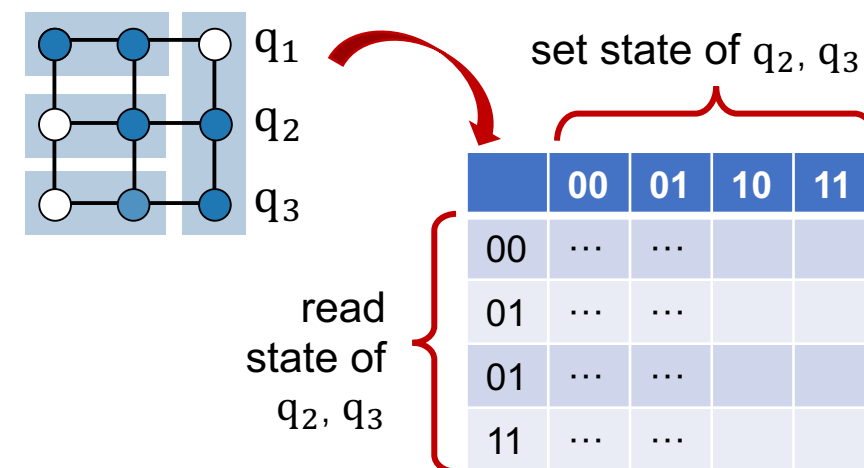 q₁
q₂
q₃
set state of q₂, q₃
00 01 10 11
00 ... ...
01 ... ...
01 ... ...
11 ... ...
read
state of
q₂, q₃